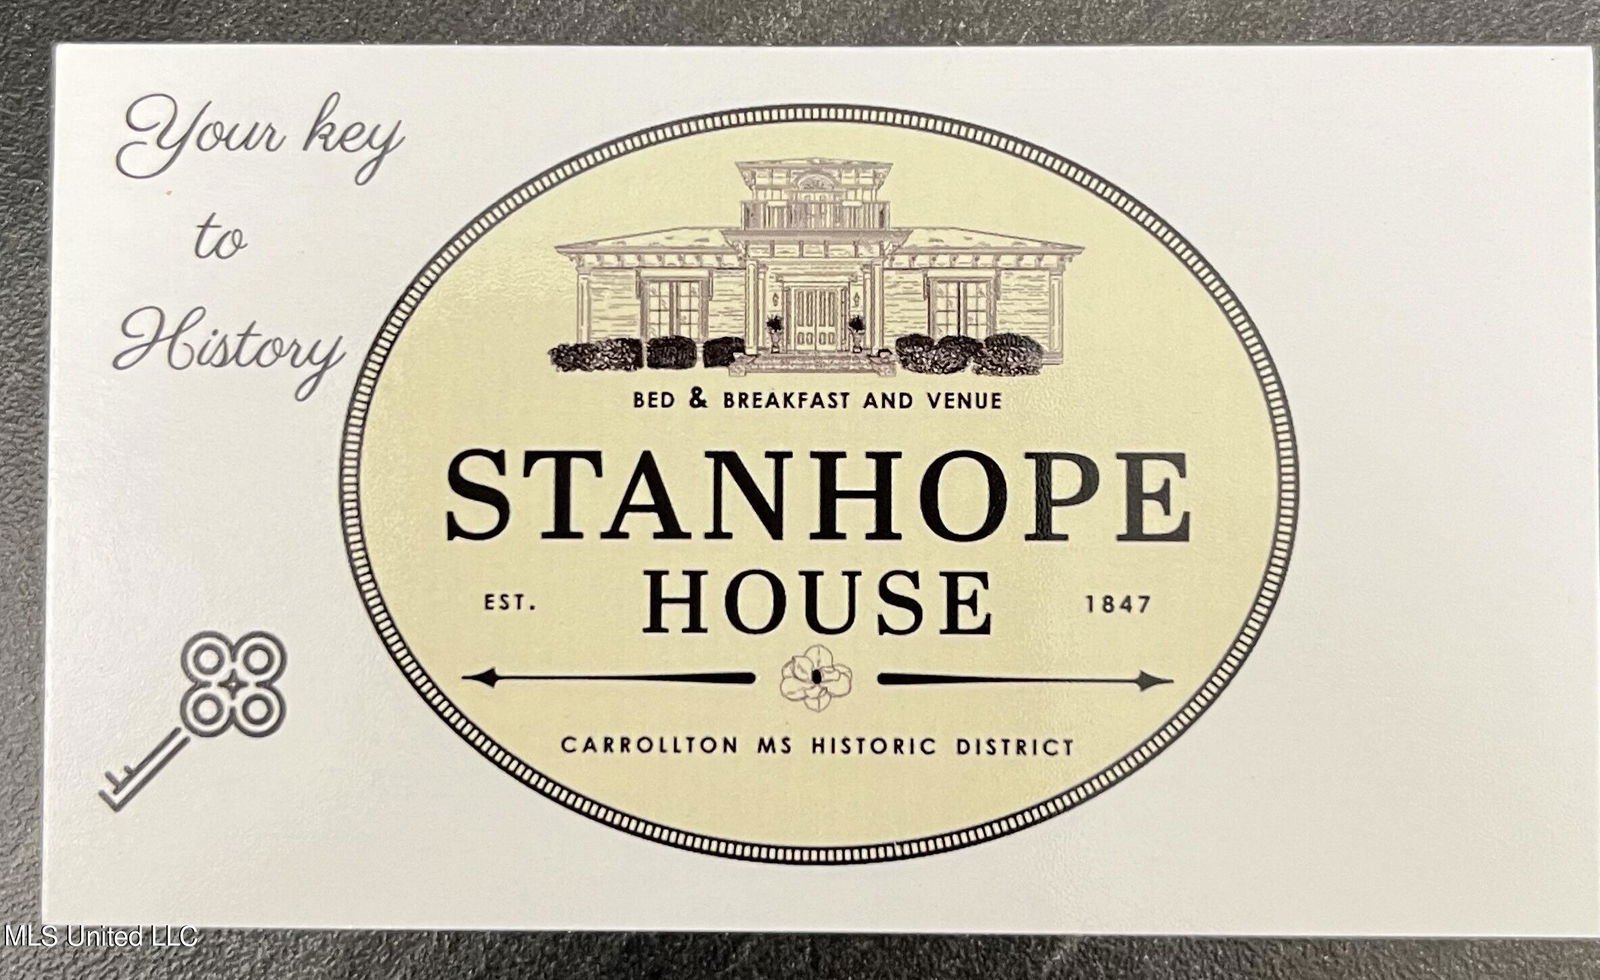 Your key
to
History
BED & BREAKFAST AND VENUE
STANHOPE
HOUSE
EST. 1847
CARROLLTON MS HISTORIC DISTRICT
MLS United LLC